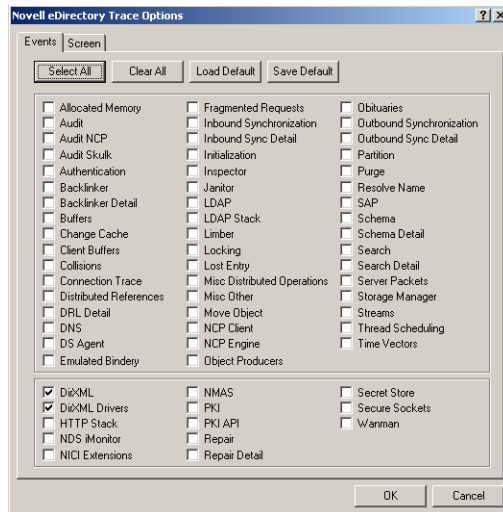 Novell eDirectory Trace Options
Events Screen
Select All Clear All Load Default Save Default
Allocated Memory Fragmented Requests Obituaries
Audit Inbound Synchronization Outbound Synchronization
Audit NCP Inbound Sync Detail Outbound Sync Detail
Audit Skulk Initialization Partition
Authentication Inspector Purge
Backlinker Janitor Resolve Name
Backlinker Detail LDAP SAP
Buffers LDAP Stack Schema
Change Cache Limber Schema Detail
Client Buffers Locking Search
Collisions Lost Entry Search Detail
Connection Trace Misc Distributed Operations Server Packets
Distributed References Misc Other Storage Manager
DRL Detail Move Object Streams
DNS NCP Client Thread Scheduling
DS Agent NCP Engine Time Vectors
Emulated Bindery Object Producers
DirXML NMAS Secret Store
DirXML Drivers PKI Secure Sockets
HTTP Stack PKI API Wanman
NDS iMonitor Repair
NICI Extensions Repair Detail
OK Cancel